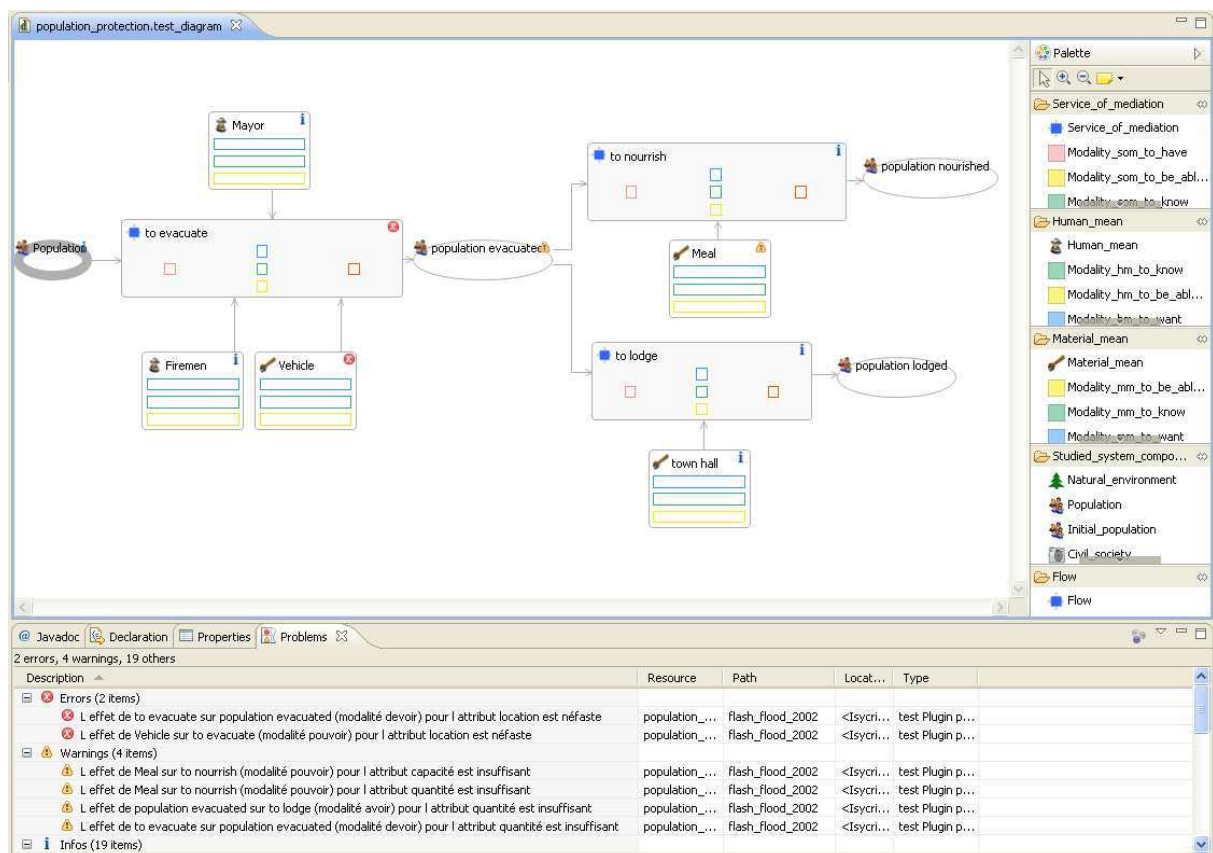 population_protection.test_diagram
Palette
Service_of_mediation
Service_of_mediation
Modality_som_to_have
Modality_som_to_be_abl...
Modality_som_to_know
Human_mean
Human_mean
Modality_hm_to_know
Modality_hm_to_be_abl...
Modality_hm_to_want
Material_mean
Material_mean
Modality_mm_to_be_abl...
Modality_mm_to_know
Modality_mm_to_want
Studied_system_compo...
Natural_environment
Population
Initial_population
Civil_society
Flow
Flow
Mayor
to nourrish
population nourished
Population
to evacuate
population evacuated
Meal
Firemen
Vehicle
to lodge
population lodged
town hall
@ Javadoc Declaration Properties Problems
2 errors, 4 warnings, 19 others
Description Resource Path Locat... Type
Errors (2 items)
L effet de to evacuate sur population evacuated (modalité devoir) pour l attribut location est néfaste population_... flash_flood_2002 <Isycri... test Plugin p...
L effet de Vehicle sur to evacuate (modalité pouvoir) pour l attribut location est néfaste population_... flash_flood_2002 <Isycri... test Plugin p...
Warnings (4 items)
L effet de Meal sur to nourrish (modalité pouvoir) pour l attribut capacité est insuffisant population_... flash_flood_2002 <Isycri... test Plugin p...
L effet de Meal sur to nourrish (modalité pouvoir) pour l attribut quantité est insuffisant population_... flash_flood_2002 <Isycri... test Plugin p...
L effet de population evacuated sur to lodge (modalité avoir) pour l attribut quantité est insuffisant population_... flash_flood_2002 <Isycri... test Plugin p...
L effet de to evacuate sur population evacuated (modalité devoir) pour l attribut quantité est insuffisant population_... flash_flood_2002 <Isycri... test Plugin p...
Infos (19 items)